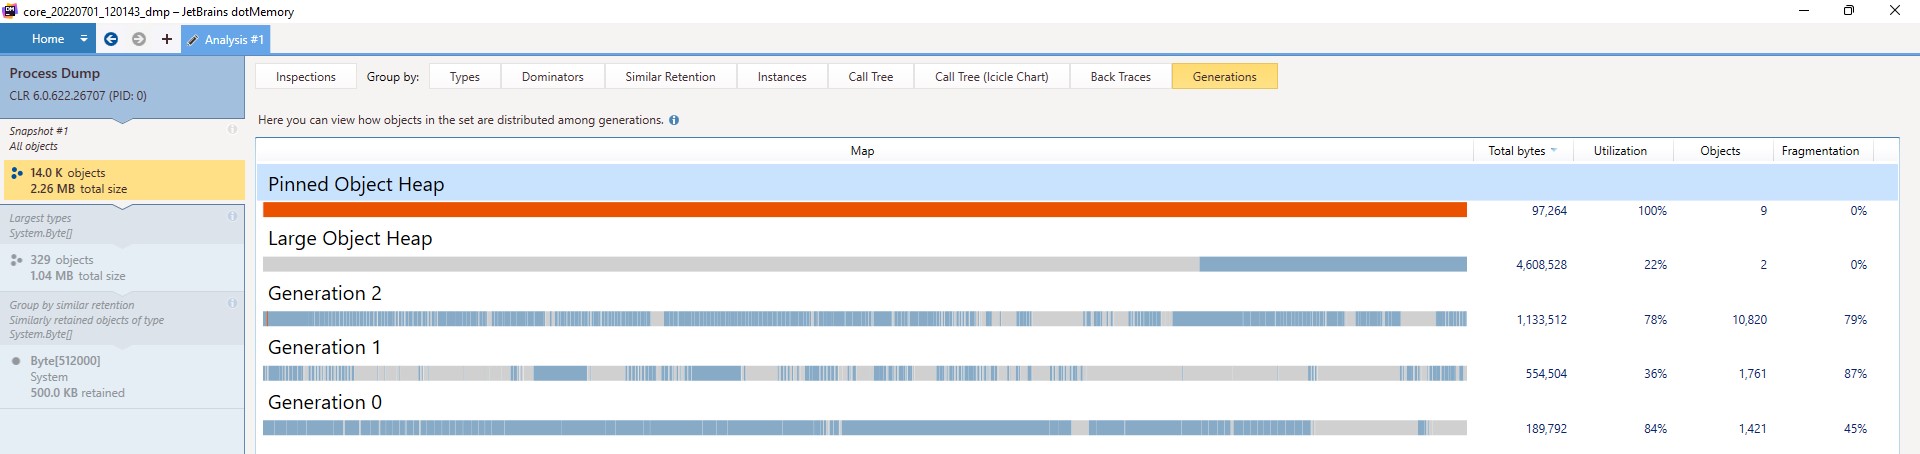 core_20220701_120143_dmp – JetBrains dotMemory
Home
Analysis #1
Process Dump
CLR 6.0.622.26707 (PID: 0)
Snapshot #1
All objects
14.0 K objects
2.26 MB total size
Largest types
System.Byte[]
329 objects
1.04 MB total size
Group by similar retention
Similarly retained objects of type
System.Byte[]
Byte[512000]
System
500.0 KB retained
Inspections Group by: Types Dominators Similar Retention Instances Call Tree Call Tree (Icicle Chart) Back Traces Generations
Here you can view how objects in the set are distributed among generations.
Map Total bytes Utilization Objects Fragmentation
Pinned Object Heap
97,264 100% 9 0%
Large Object Heap
4,608,528 22% 2 0%
Generation 2
1,133,512 78% 10,820 79%
Generation 1
554,504 36% 1,761 87%
Generation 0
189,792 84% 1,421 45%